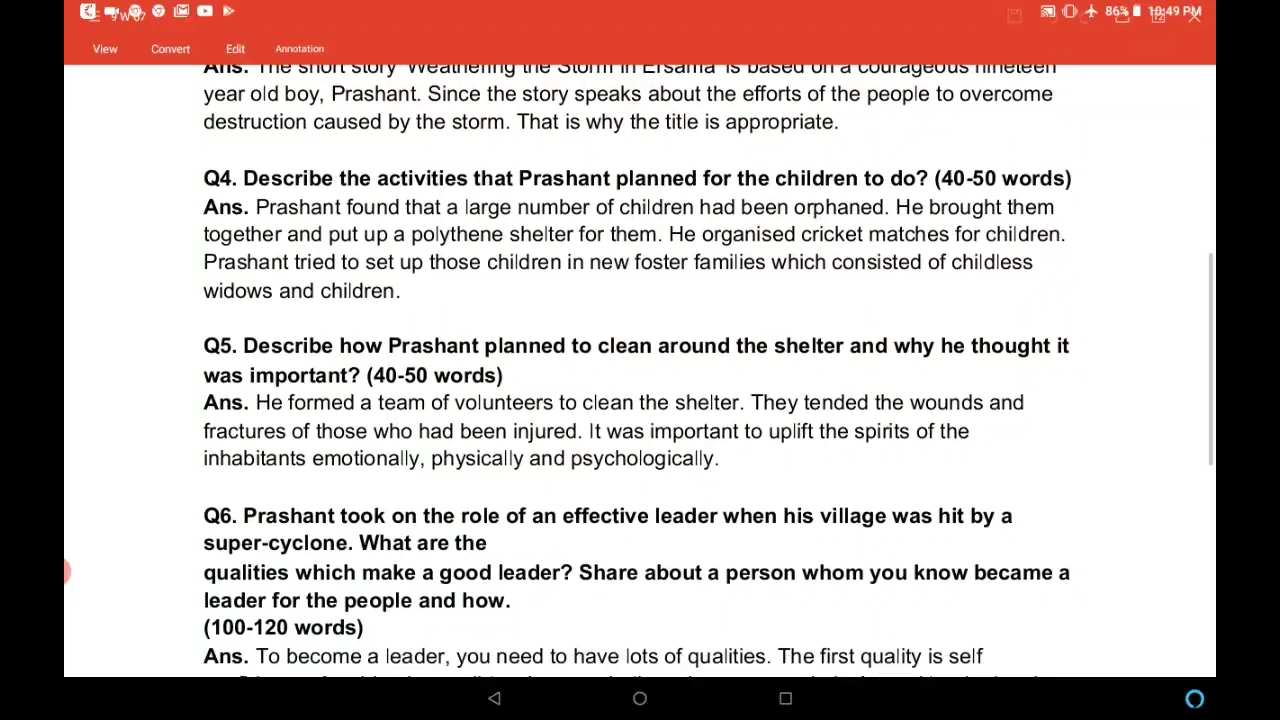 9 W 07
86% 10:49 PM
View Convert Edit Annotation
Ans. The short story 'Weathering the Storm in Ersama' is based on a courageous nineteen
year old boy, Prashant. Since the story speaks about the efforts of the people to overcome
destruction caused by the storm. That is why the title is appropriate.
Q4. Describe the activities that Prashant planned for the children to do? (40-50 words)
Ans. Prashant found that a large number of children had been orphaned. He brought them
together and put up a polythene shelter for them. He organised cricket matches for children.
Prashant tried to set up those children in new foster families which consisted of childless
widows and children.
Q5. Describe how Prashant planned to clean around the shelter and why he thought it
was important? (40-50 words)
Ans. He formed a team of volunteers to clean the shelter. They tended the wounds and
fractures of those who had been injured. It was important to uplift the spirits of the
inhabitants emotionally, physically and psychologically.
Q6. Prashant took on the role of an effective leader when his village was hit by a
super-cyclone. What are the
qualities which make a good leader? Share about a person whom you know became a
leader for the people and how.
(100-120 words)
Ans. To become a leader, you need to have lots of qualities. The first quality is self